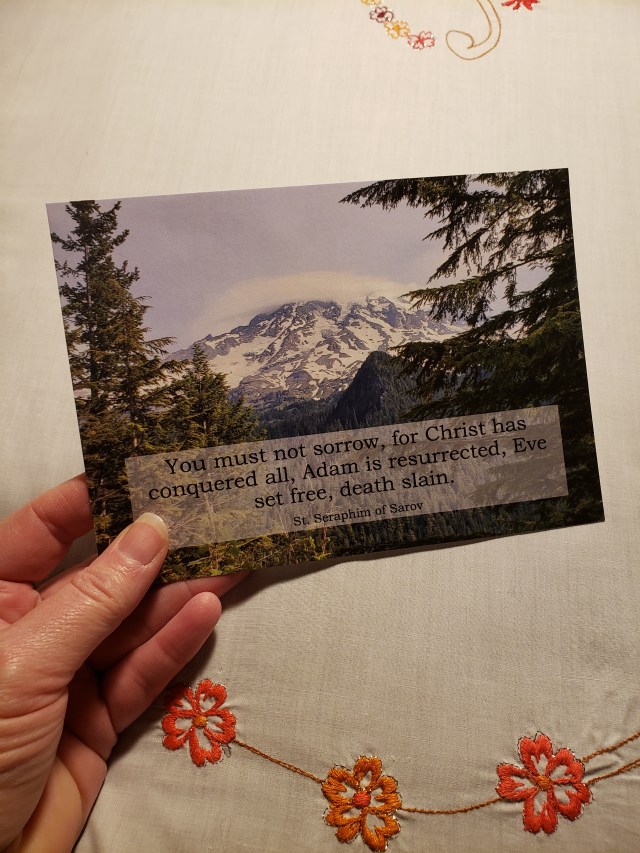 You must not sorrow, for Christ has
conquered all, Adam is resurrected, Eve
set free, death slain.
St. Seraphim of Sarov